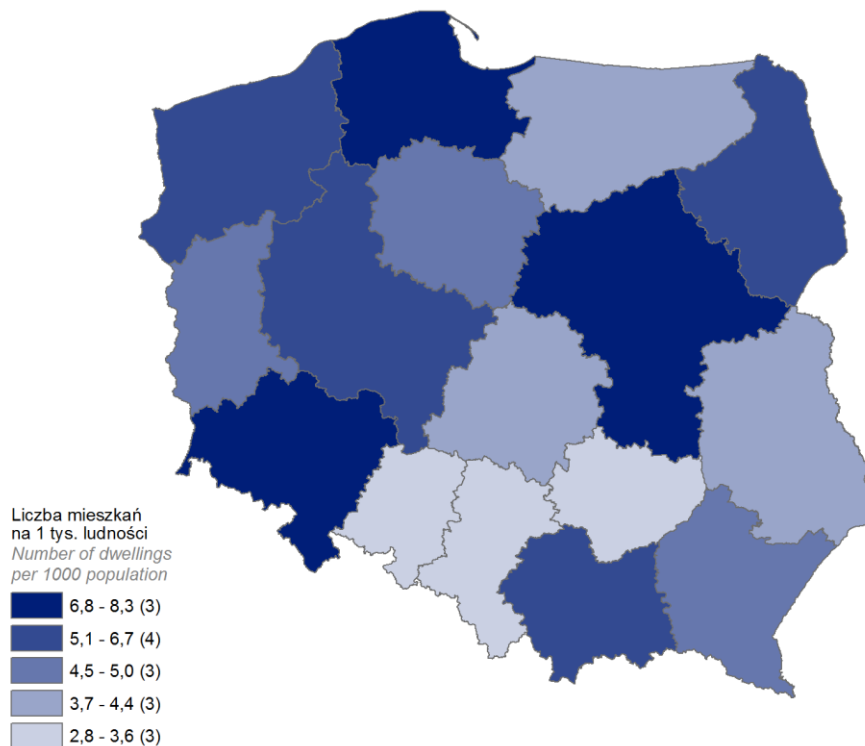 Liczba mieszkań
na 1 tys. ludności
Number of dwellings
per 1000 population
6,8 - 8,3 (3)
5,1 - 6,7 (4)
4,5 - 5,0 (3)
3,7 - 4,4 (3)
2,8 - 3,6 (3)